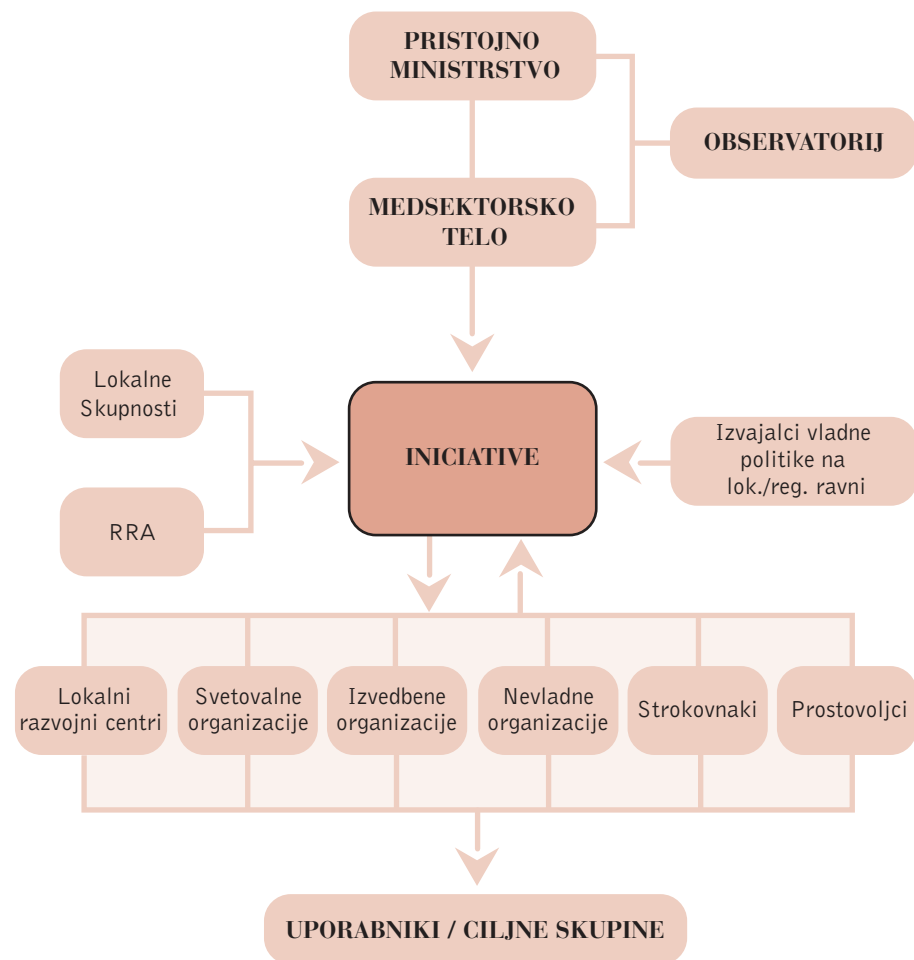 PRISTOJNO
MINISTRSTVO
OBSERVATORIJ
MEDSEKTORSKO
TELO
Lokalne
Skupnosti
INICIATIVE
Izvajalci vladne
politike na
lok./reg. ravni
RRA
Lokalni
razvojni centri
Svetovalne
organizacije
Izvedbene
organizacije
Nevladne
organizacije
Strokovnaki
Prostovoljci
UPORABNIKI / CILJNE SKUPINE